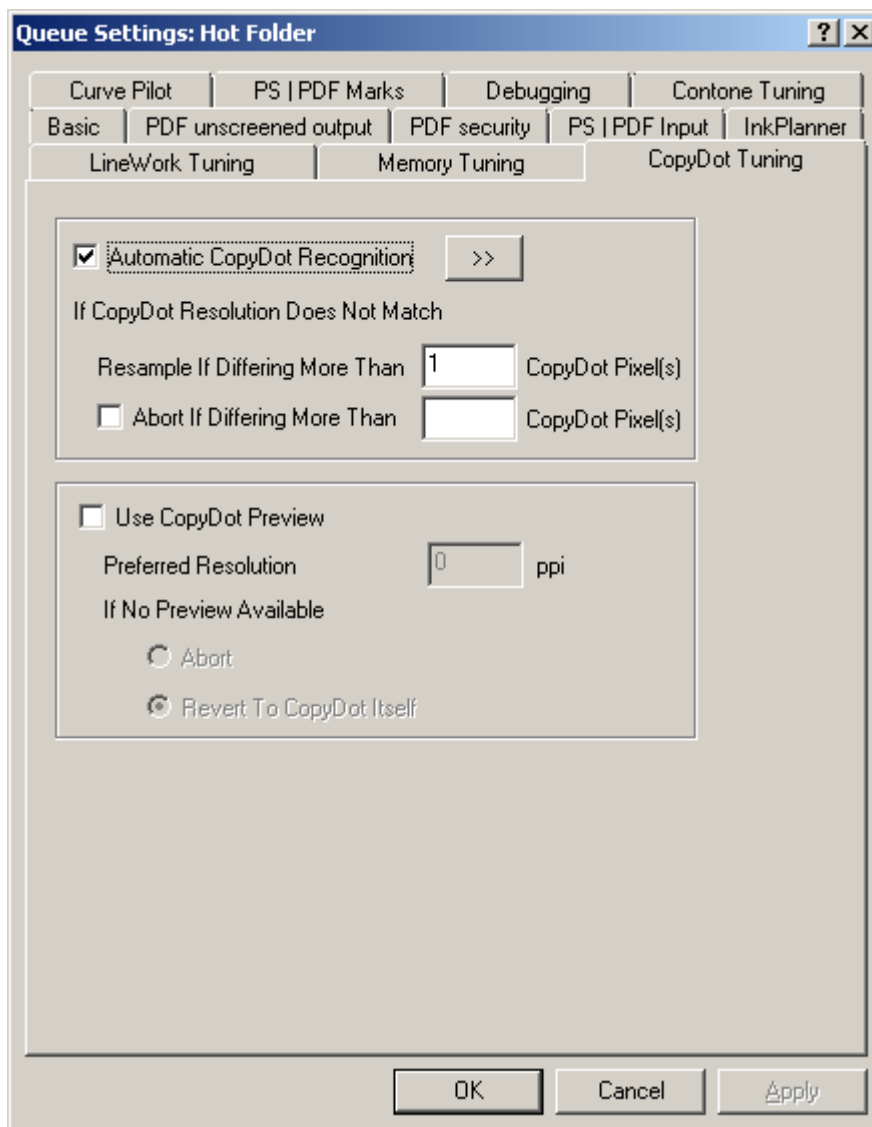 Queue Settings: Hot Folder
Curve Pilot PS | PDF Marks Debugging Contone Tuning
Basic PDF unscreened output PDF security PS | PDF Input InkPlanner
LineWork Tuning Memory Tuning CopyDot Tuning
Automatic CopyDot Recognition >>
If CopyDot Resolution Does Not Match
Resample If Differing More Than 1 CopyDot Pixel(s)
Abort If Differing More Than CopyDot Pixel(s)
Use CopyDot Preview
Preferred Resolution 0 ppi
If No Preview Available
Abort
Revert To CopyDot Itself
OK Cancel Apply